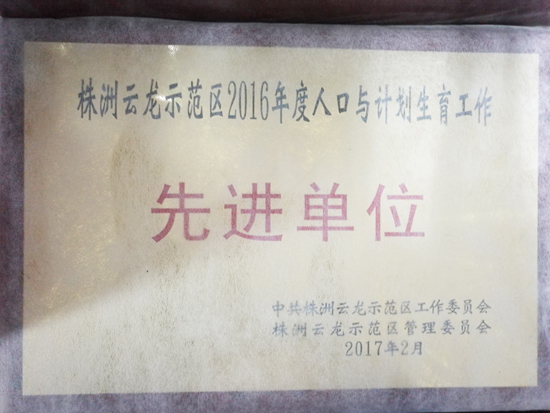 株洲云龙示范区2016年度人口与计划生育工作
先进单位
中共株洲云龙示范区工作委员会
株洲云龙示范区管理委员会
2017年2月